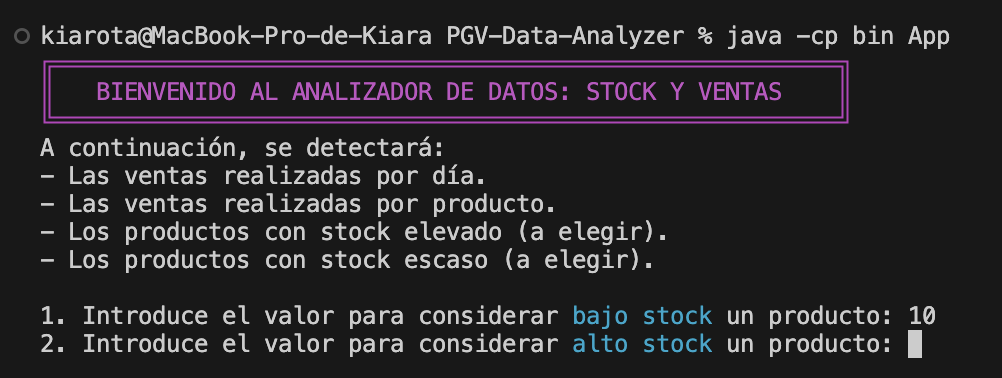 kiarota@MacBook-Pro-de-Kiara PGV-Data-Analyzer % java -cp bin App
BIENVENIDO AL ANALIZADOR DE DATOS: STOCK Y VENTAS
A continuación, se detectará:
- Las ventas realizadas por día.
- Las ventas realizadas por producto.
- Los productos con stock elevado (a elegir).
- Los productos con stock escaso (a elegir).
1. Introduce el valor para considerar bajo stock un producto: 10
2. Introduce el valor para considerar alto stock un producto: